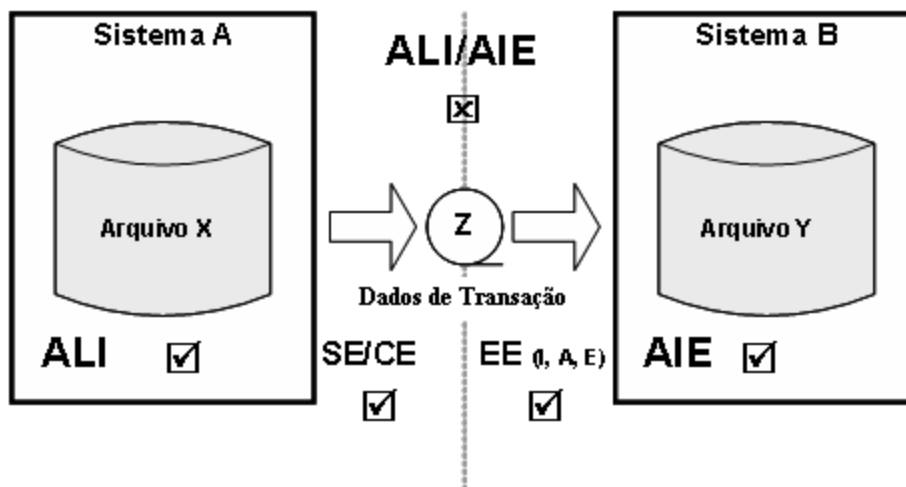 Sistema A
ALI/AIE
Sistema B
Arquivo X
Z
Arquivo Y
Dados de Transação
ALI
SE/CE
EE (I, A, E)
AIE